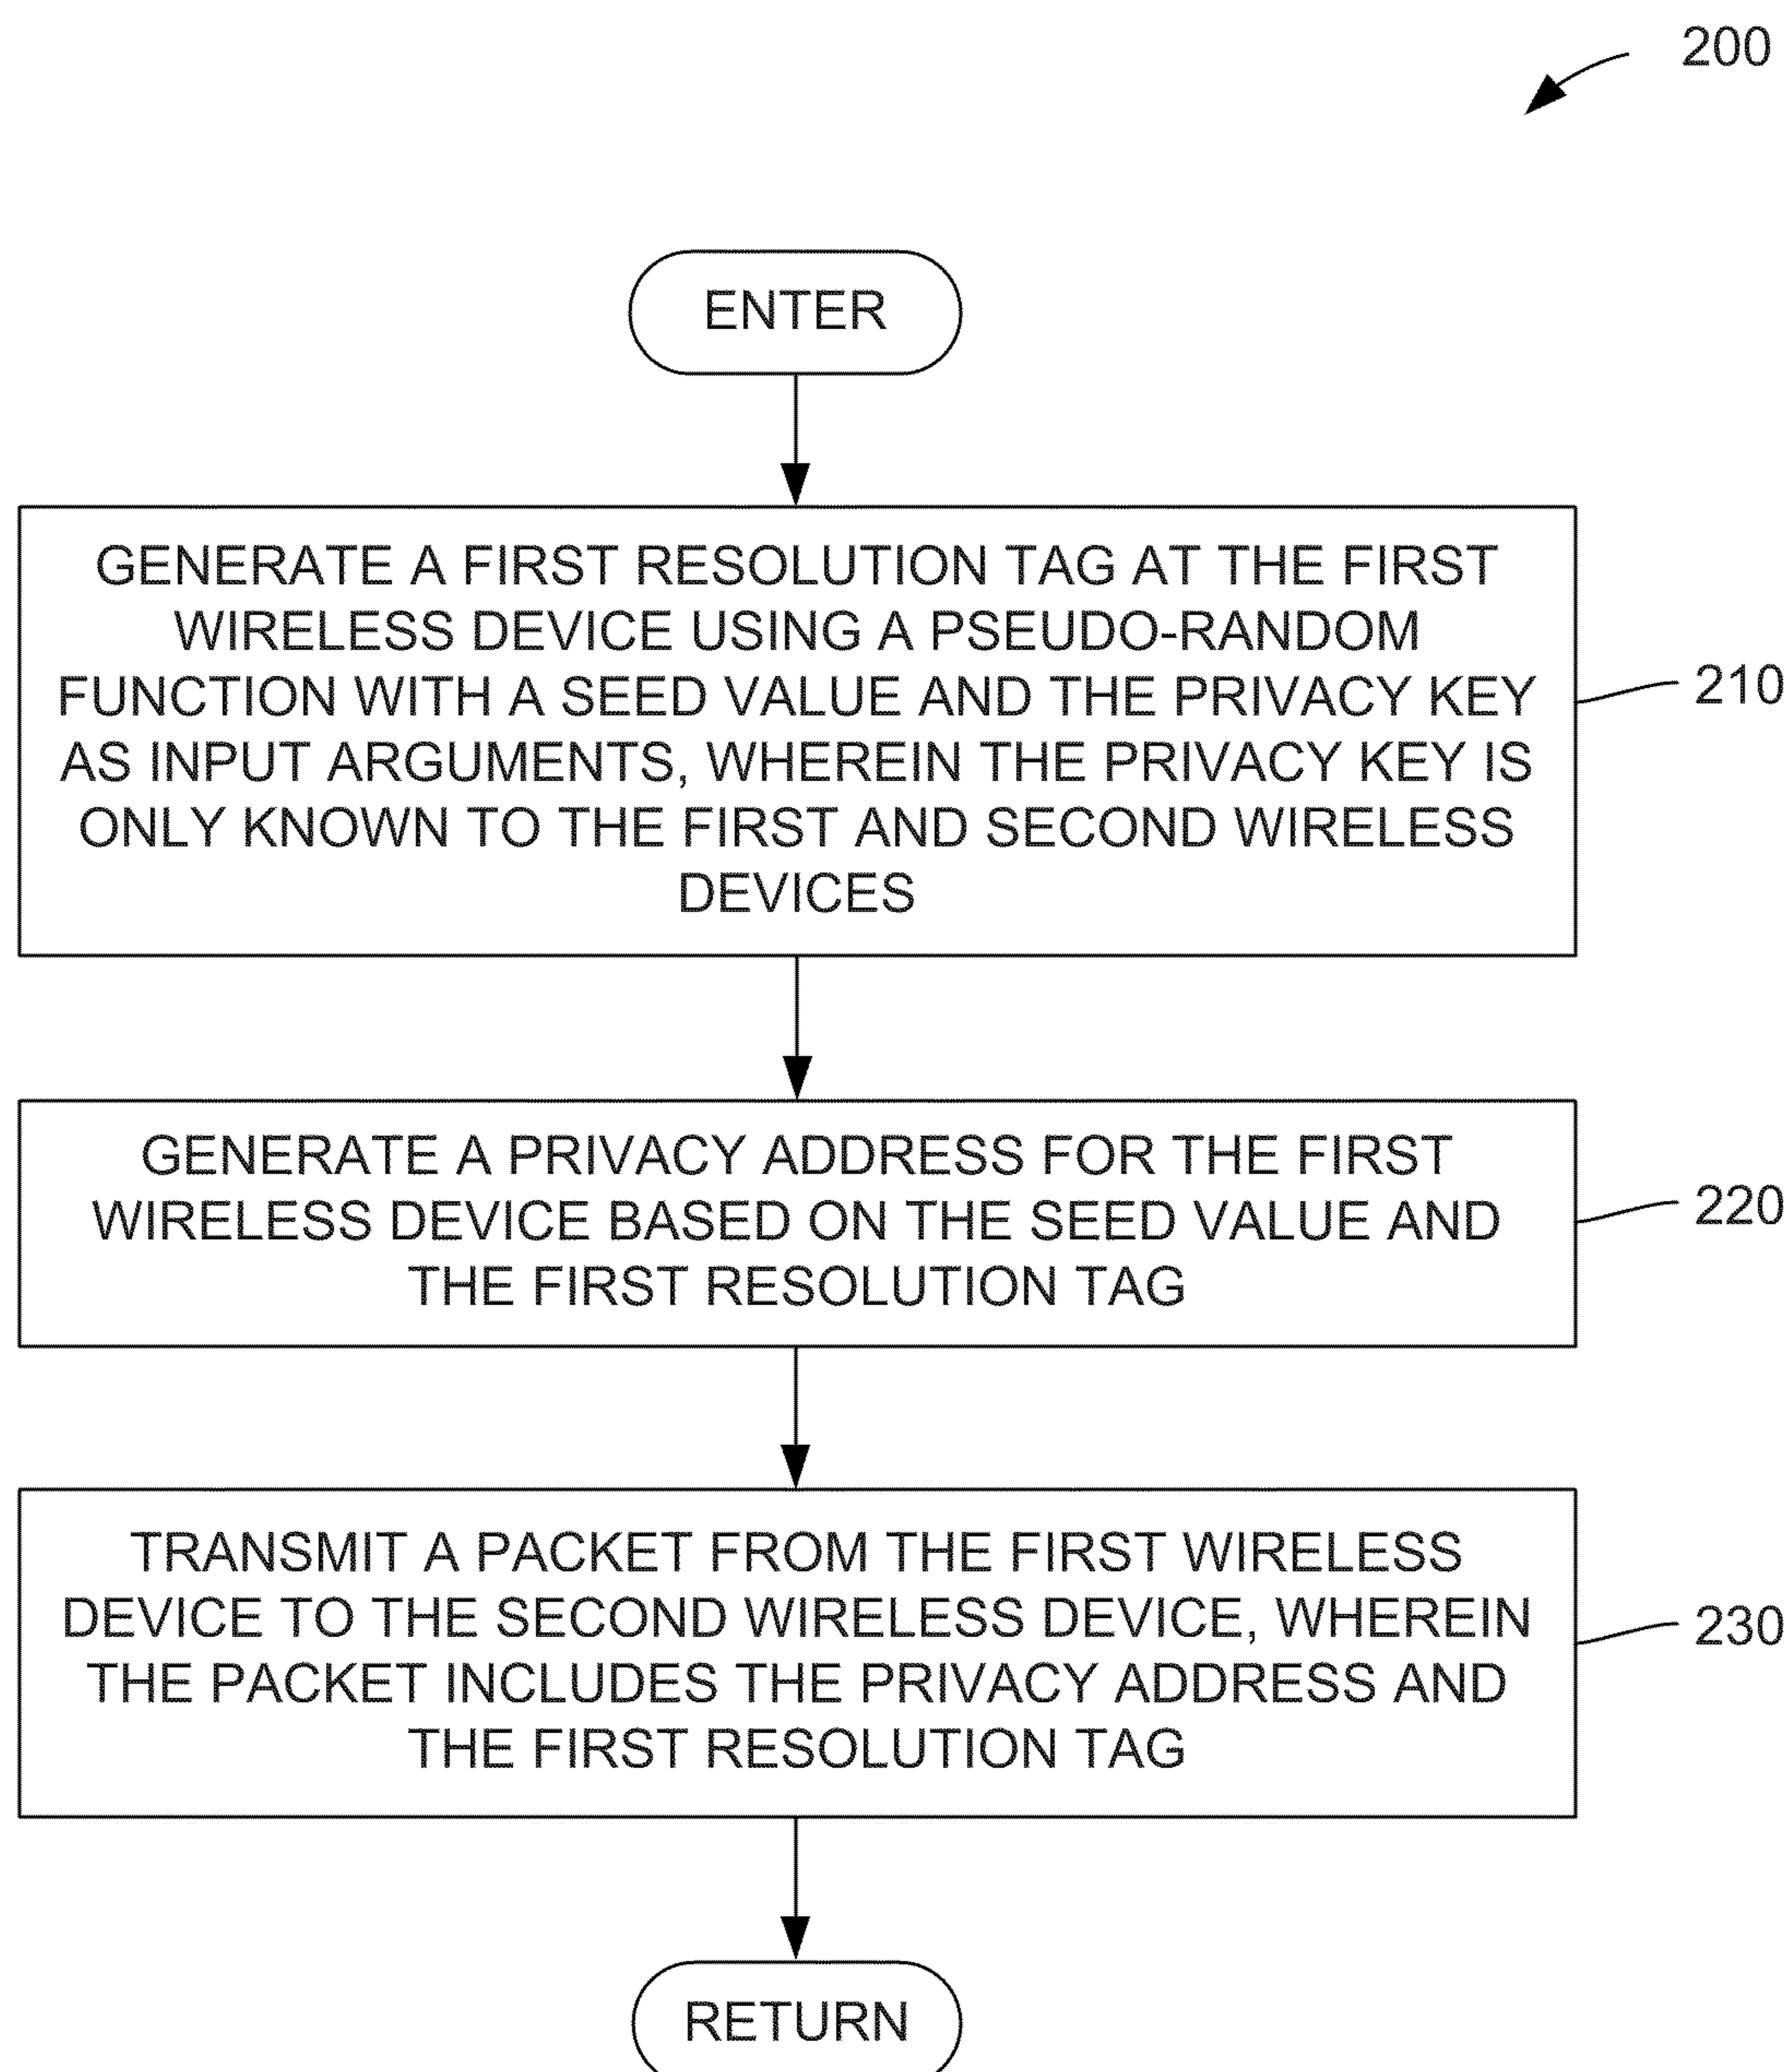 200
ENTER
GENERATE A FIRST RESOLUTION TAG AT THE FIRST
WIRELESS DEVICE USING A PSEUDO-RANDOM
FUNCTION WITH A SEED VALUE AND THE PRIVACY KEY
AS INPUT ARGUMENTS, WHEREIN THE PRIVACY KEY IS
ONLY KNOWN TO THE FIRST AND SECOND WIRELESS
DEVICES
210
GENERATE A PRIVACY ADDRESS FOR THE FIRST
WIRELESS DEVICE BASED ON THE SEED VALUE AND
THE FIRST RESOLUTION TAG
220
TRANSMIT A PACKET FROM THE FIRST WIRELESS
DEVICE TO THE SECOND WIRELESS DEVICE, WHEREIN
THE PACKET INCLUDES THE PRIVACY ADDRESS AND
THE FIRST RESOLUTION TAG
230
RETURN